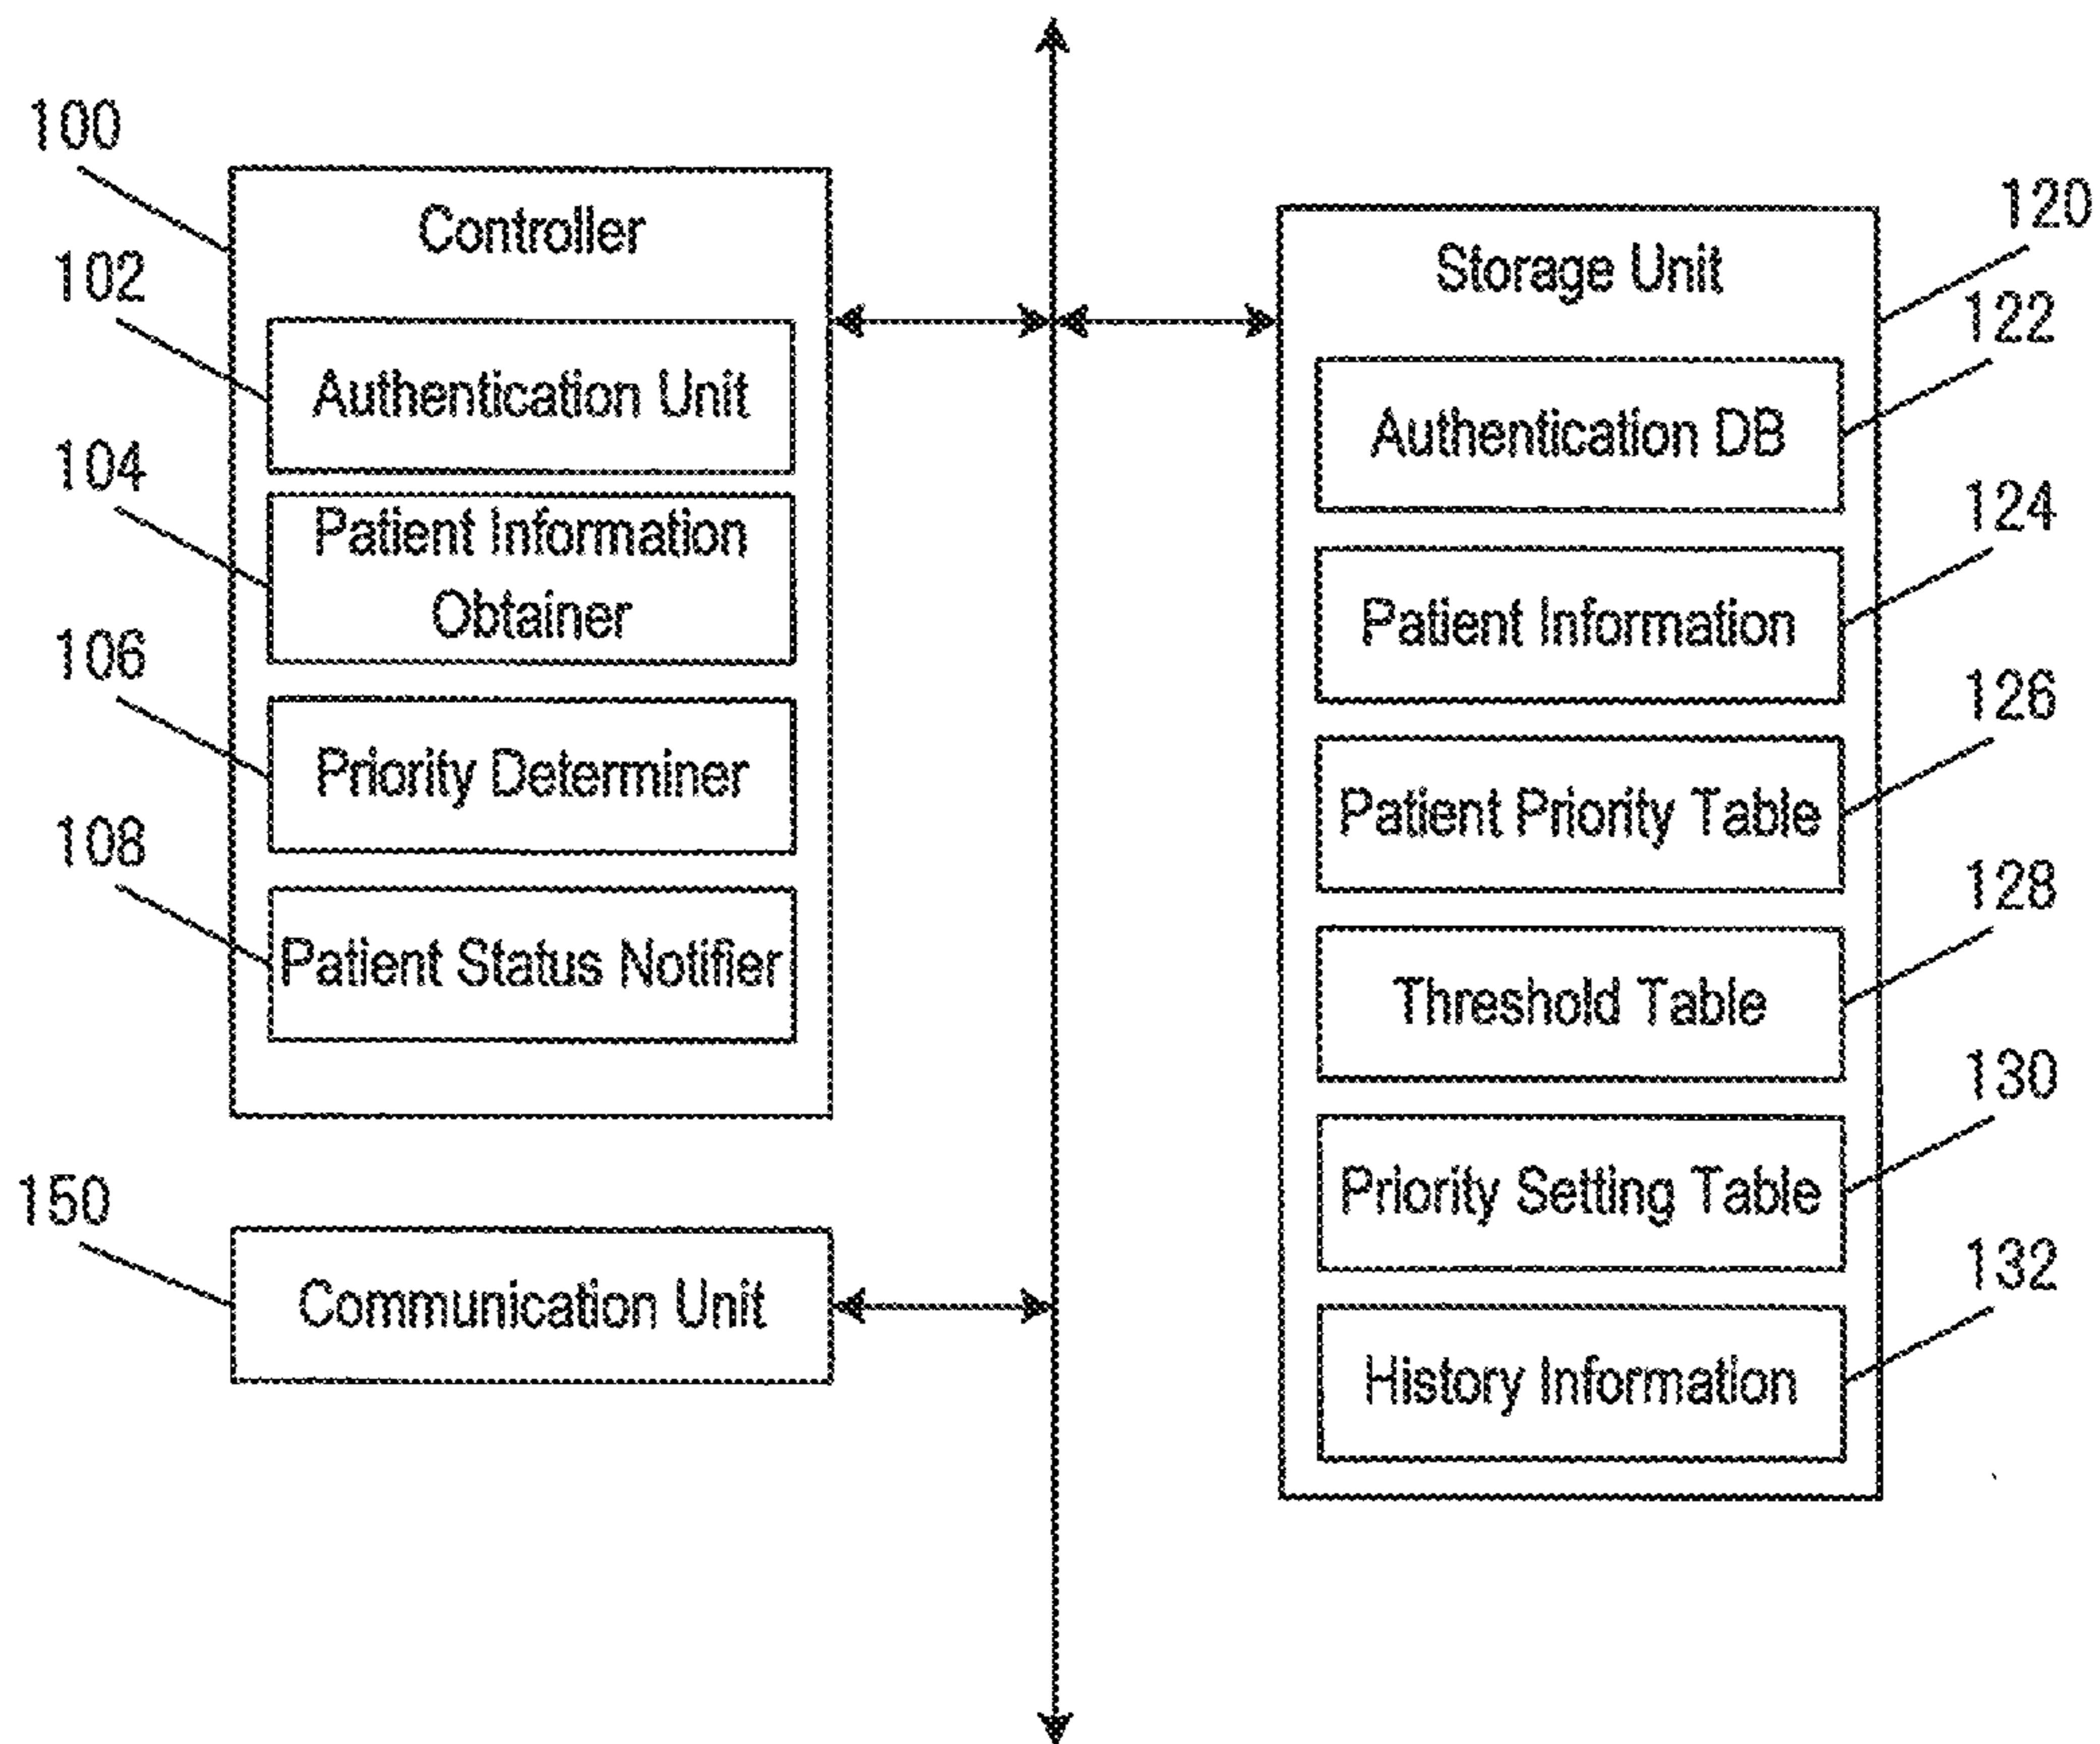 100
Controller
102
Authentication Unit
104
Patient Information
Obtainer
106
Priority Determiner
108
Patient Status Notifier
150
Communication Unit
120
Storage Unit
122
Authentication DB
124
Patient Information
126
Patient Priority Table
128
Threshold Table
130
Priority Setting Table
132
History Information